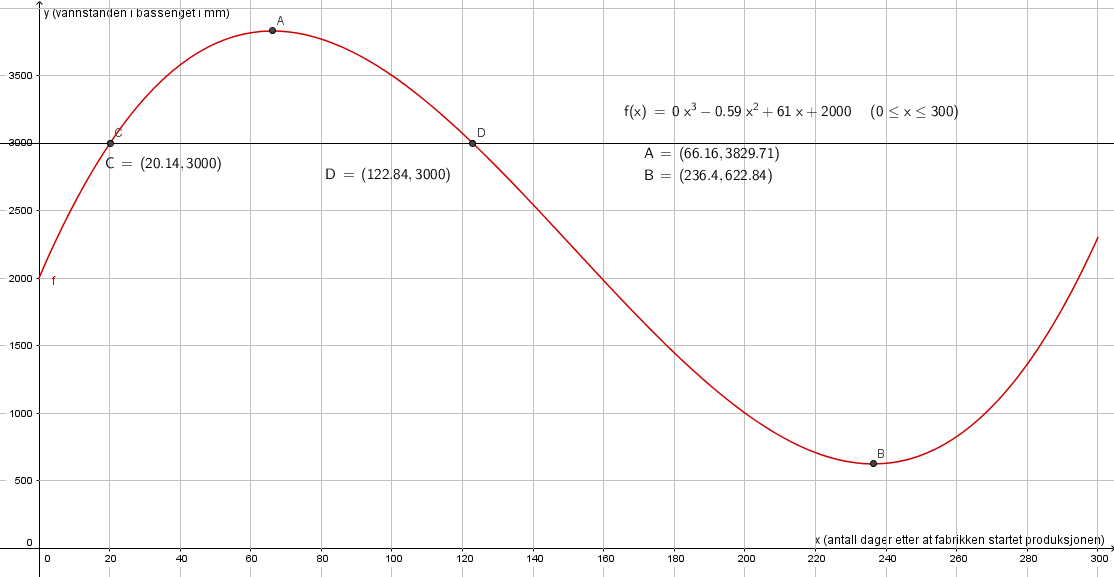 y (vannstanden i bassenget i mm)
A
3500
f(x) = 0 x³ − 0.59 x² + 61 x + 2000 (0 ≤ x ≤ 300)
C
D
3000
A = (66.16, 3829.71)
C = (20.14, 3000)
D = (122.84, 3000)
B = (236.4, 622.84)
2500
2000
f
1500
1000
B
500
x (antall dager etter at fabrikken startet produksjonen)
0
0 20 40 60 80 100 120 140 160 180 200 220 240 260 280 300